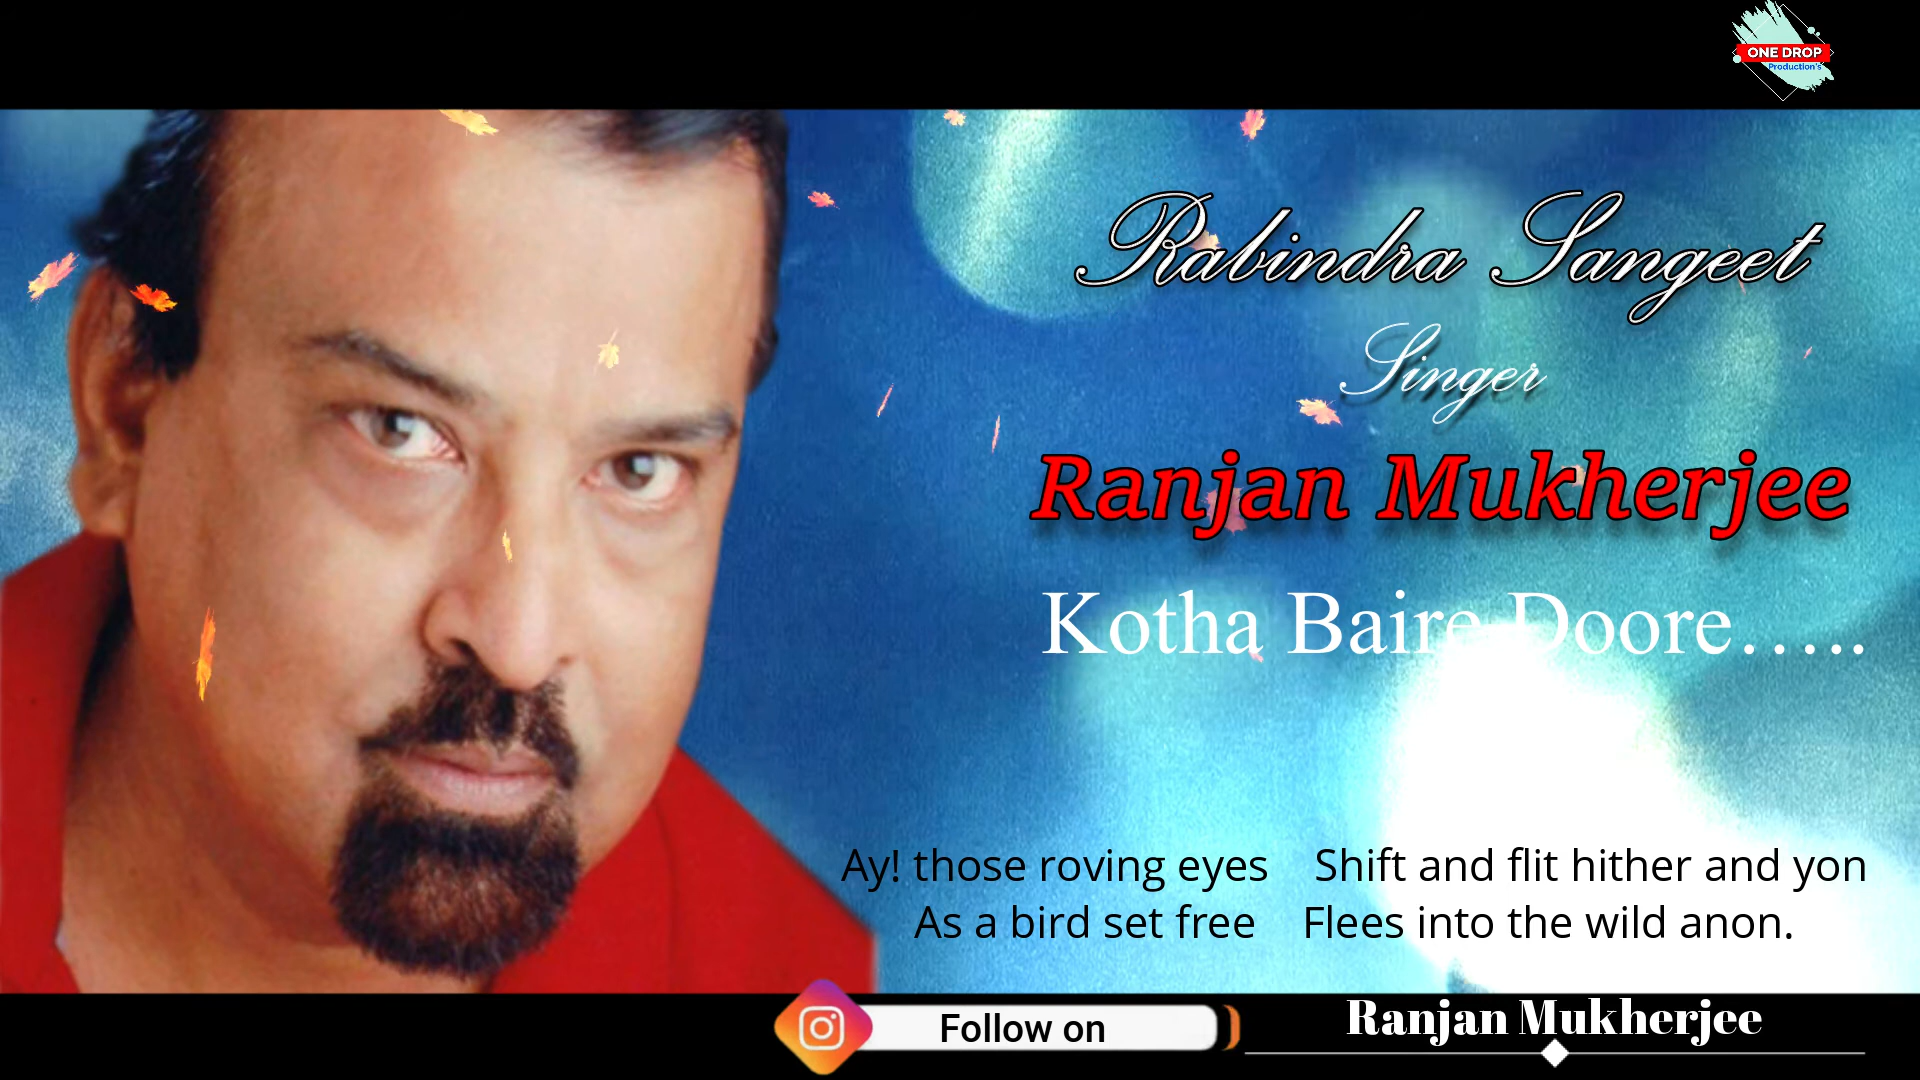 ONE DROP
Production's
Rabindra Sangeet
Singer
Ranjan Mukherjee
Kotha Baire Doore…..
Ay! those roving eyes Shift and flit hither and yon
As a bird set free Flees into the wild anon.
Follow on
Ranjan Mukherjee